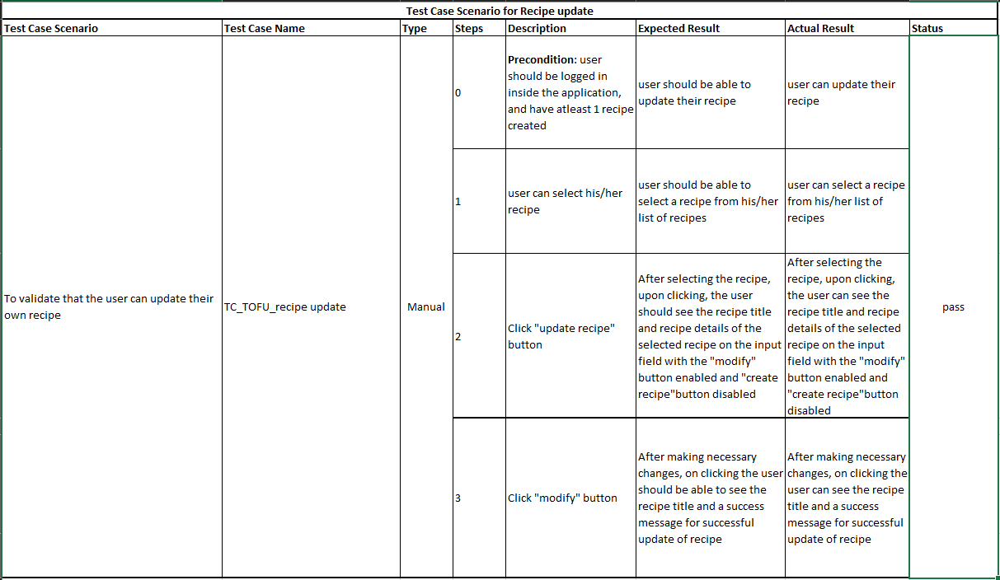 Test Case Scenario for Recipe update
Test Case Scenario
Test Case Name
Type
Steps
Description
Expected Result
Actual Result
Status
To validate that the user can update their
own recipe
TC_TOFU_recipe update
Manual
0
Precondition: user
should be logged in
inside the application,
and have atleast 1 recipe
created
user should be able to
update their recipe
user can update their
recipe
1
user can select his/her
recipe
user should be able to
select a recipe from his/her
list of recipes
user can select a recipe
from his/her list of
recipes
2
Click "update recipe"
button
After selecting the recipe,
upon clicking, the user
should see the recipe title
and recipe details of the
selected recipe on the input
field with the "modify"
button enabled and "create
recipe"button disabled
After selecting the
recipe, upon clicking,
the user can see the
recipe title and recipe
details of the selected
recipe on the input
field with the "modify"
button enabled and
"create recipe"button
disabled
3
Click "modify" button
After making necessary
changes, on clicking the user
should be able to see the
recipe title and a success
message for successful
update of recipe
After making necessary
changes, on clicking the
user can see the recipe
title and a success
message for successful
update of recipe
pass